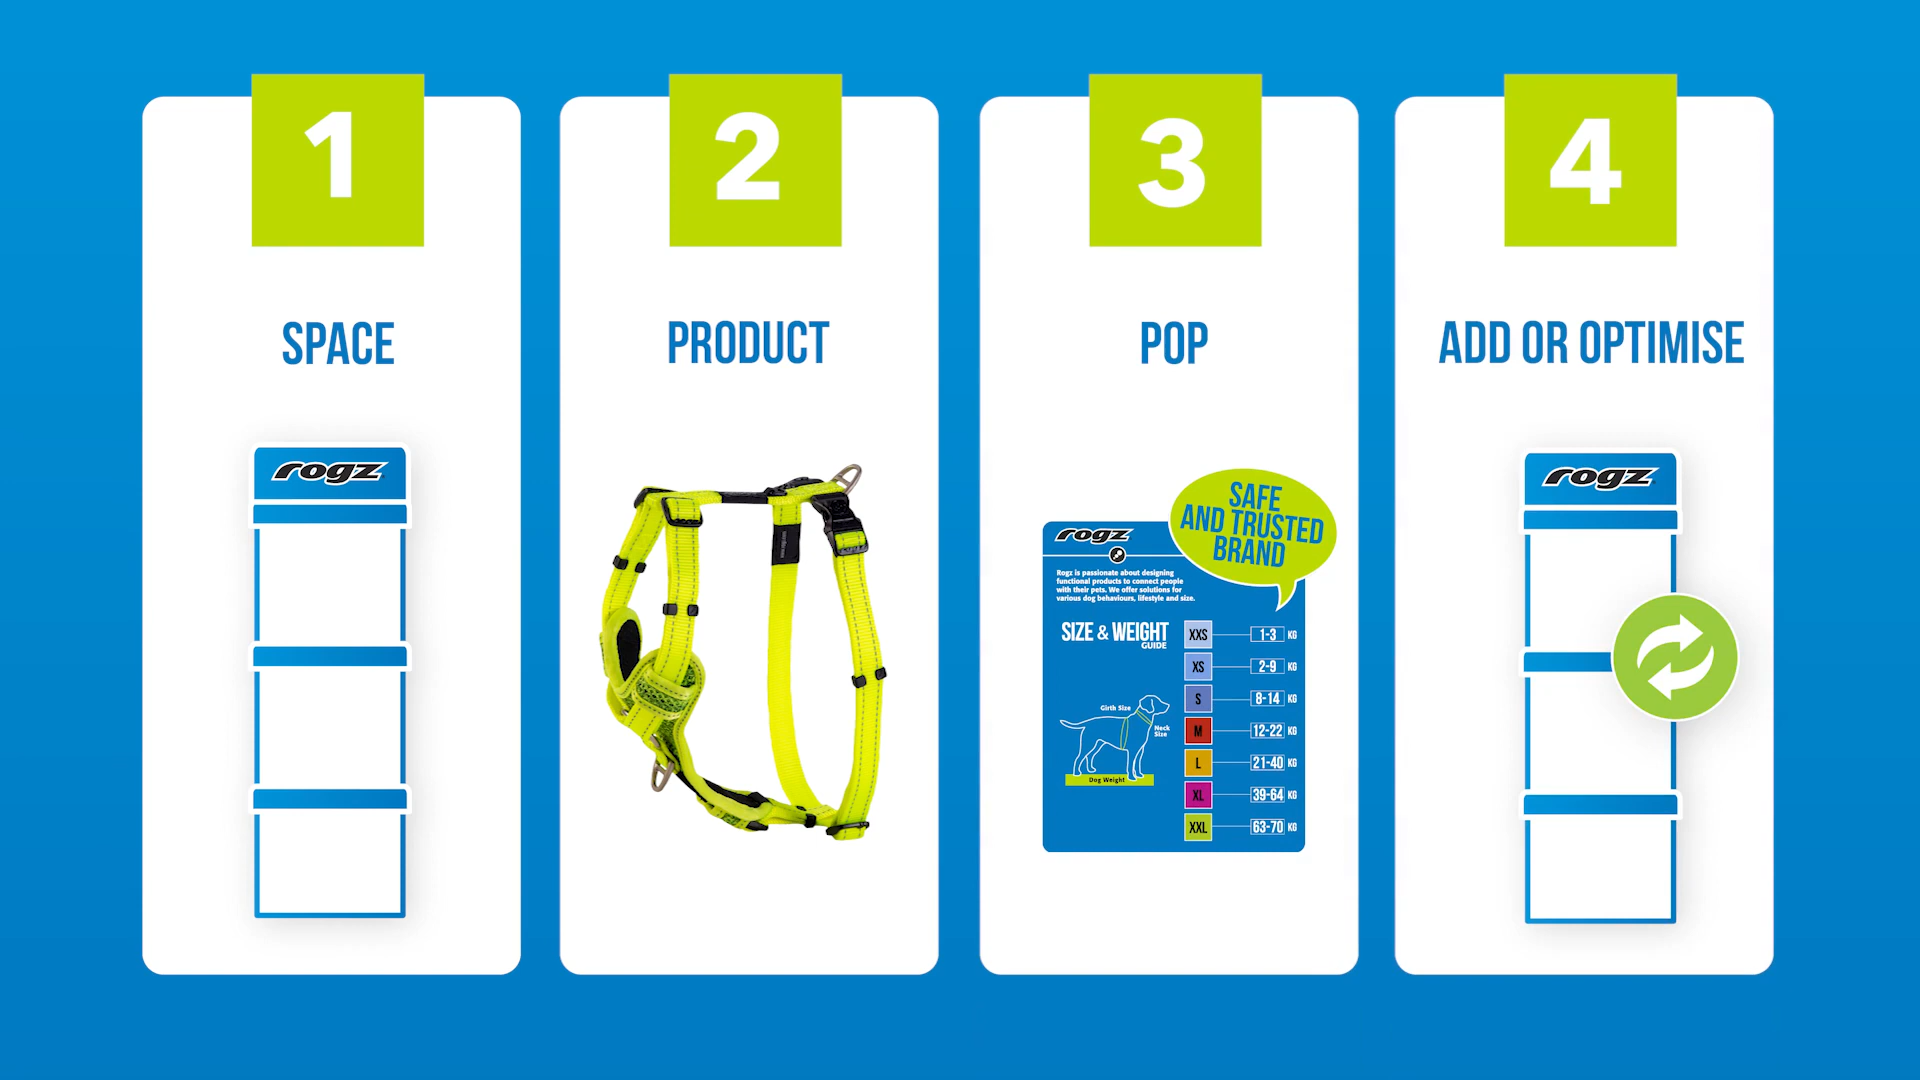 1
SPACE
rogz
2
PRODUCT
3
POP
SAFE
AND TRUSTED
BRAND
rogz
Rogz is passionate about designing
functional products to connect people
with their pets. We offer solutions for
various dog behaviours, lifestyle and size.
SIZE & WEIGHT
GUIDE
XXS 1-3 KG
XS 2-9 KG
S 8-14 KG
M 12-22 KG
L 21-40 KG
XL 39-64 KG
XXL 63-70 KG
Girth Size
Neck
Size
Dog Weight
4
ADD OR OPTIMISE
rogz